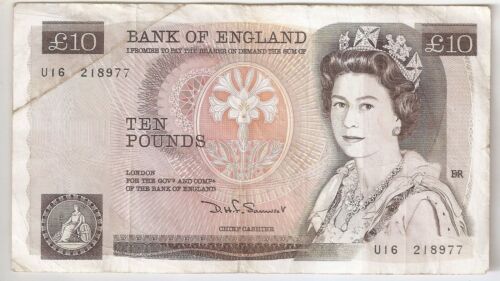 £10
BANK OF ENGLAND
£10
I PROMISE TO PAY THE BEARER ON DEMAND THE SUM OF
U16 218977
TEN
POUNDS
LONDON
FOR THE GOVR AND COMPA
OF THE BANK OF ENGLAND
D.H.F. Somerset
CHIEF CASHIER
EIIR
U16 218977